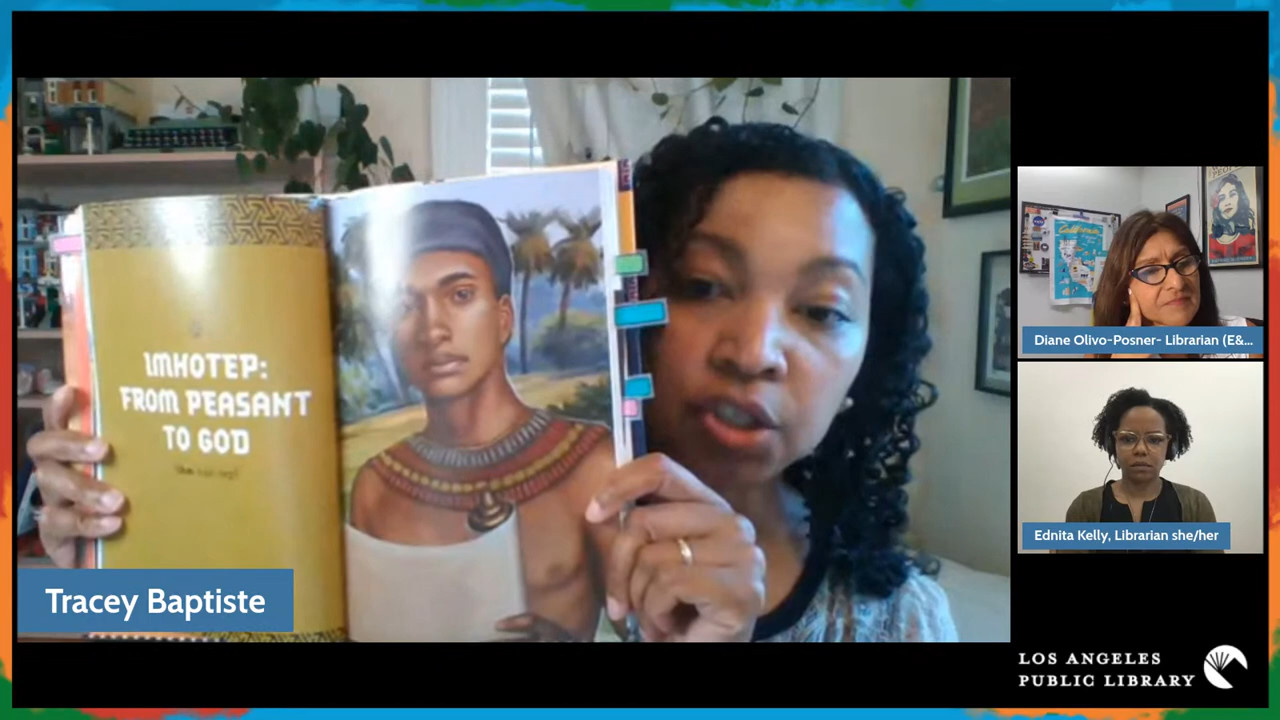 IMHOTEP:
FROM PEASANT
TO GOD
Tracey Baptiste
Diane Olivo-Posner- Librarian (E&...
Ednita Kelly, Librarian she/her
LOS ANGELES
PUBLIC LIBRARY